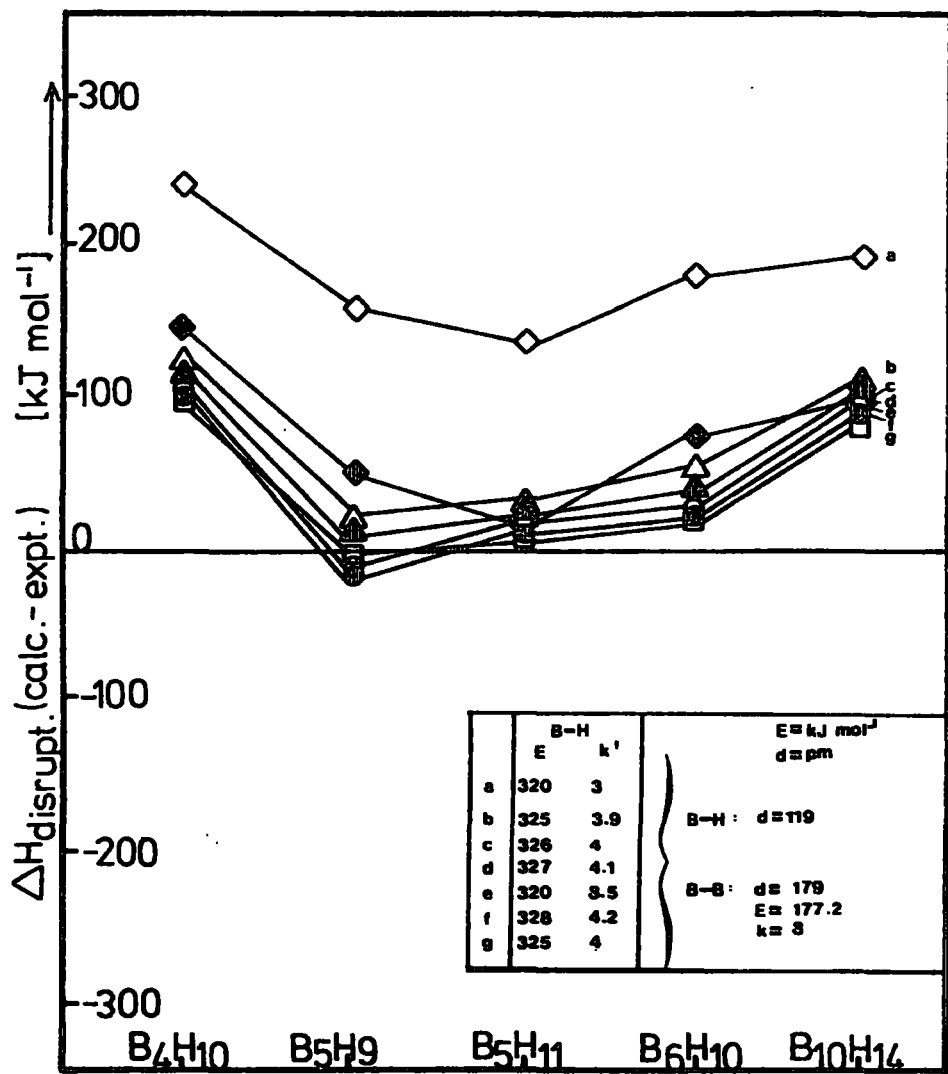 300
200
100
0
-100
-200
-300
ΔHdisrupt.(calc.-expt.) [kJ mol⁻¹]
a
b
c
d
e
f
g
B4H10 B5H9 B5H11 B6H10 B10H14
B-H
E k'
a 320 3
b 325 3.9
c 326 4
d 327 4.1
e 320 3.5
f 328 4.2
g 325 4
E=kJ mol⁻¹
d=pm
B-H: d=119
B-B: d= 179
E= 177.2
k= 3